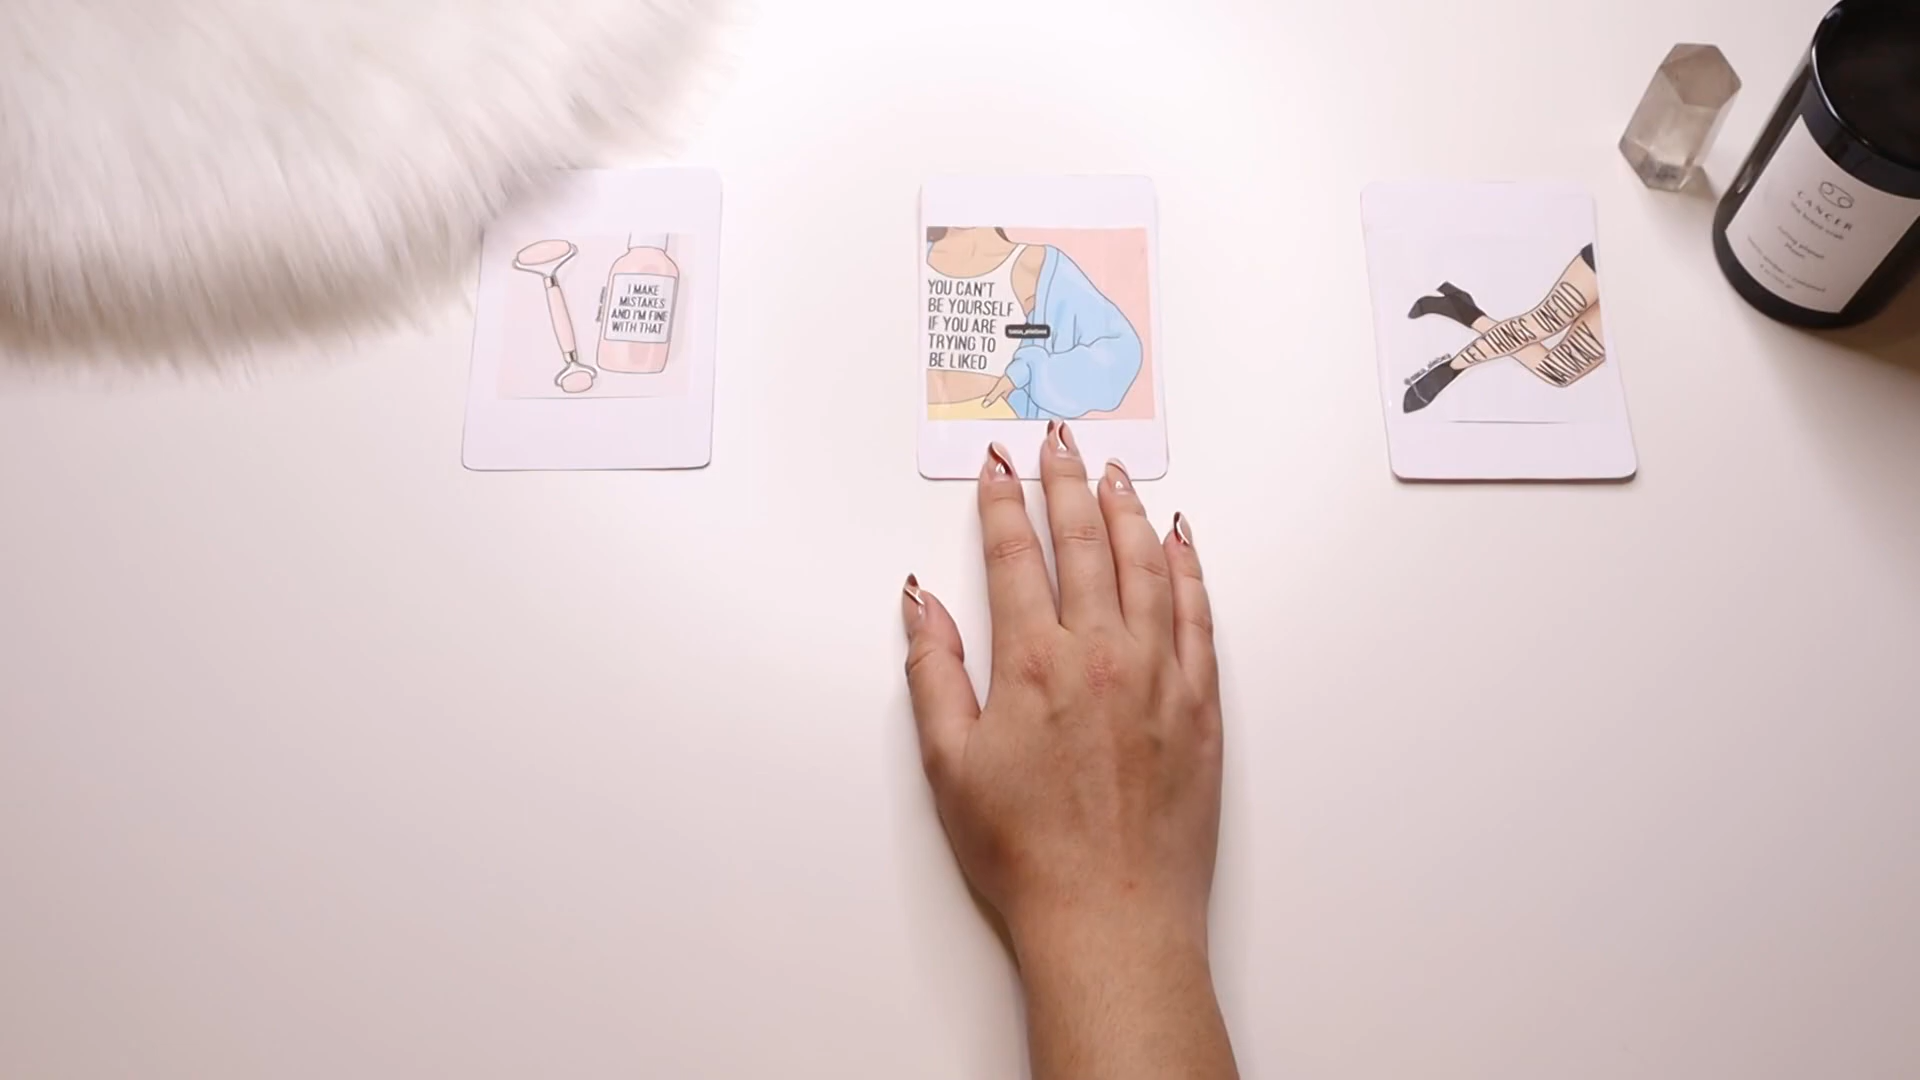 I MAKE
MISTAKES
AND I'M FINE
WITH THAT
YOU CAN'T
BE YOURSELF
IF YOU ARE
TRYING TO
BE LIKED
LET THINGS UNFOLD
NATURALLY
CANCER